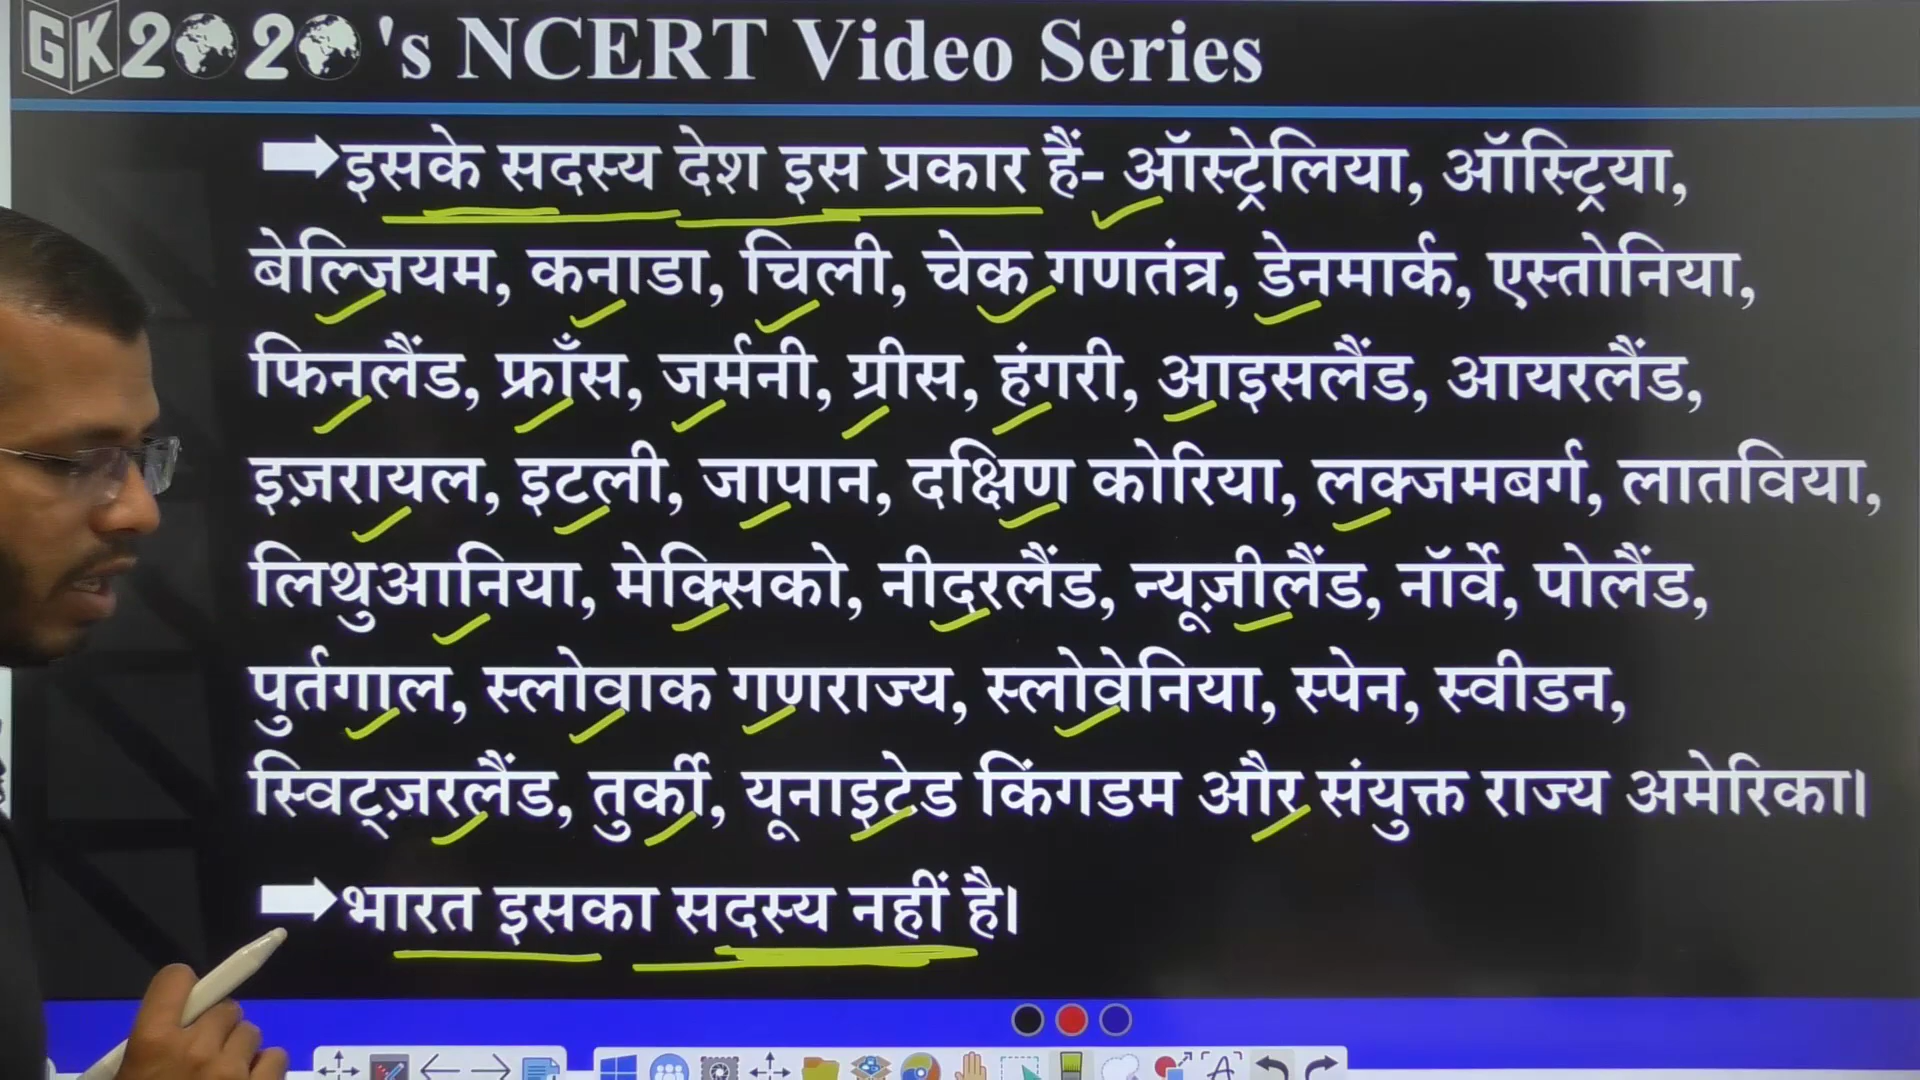 GK2020's NCERT Video Series
इसके सदस्य देश इस प्रकार हैं- ऑस्ट्रेलिया, ऑस्ट्रिया,
बेल्जियम, कनाडा, चिली, चेक गणतंत्र, डेनमार्क, एस्तोनिया,
फिनलैंड, फ्राँस, जर्मनी, ग्रीस, हंगरी, आइसलैंड, आयरलैंड,
इज़रायल, इटली, जापान, दक्षिण कोरिया, लक्जमबर्ग, लातविया,
लिथुआनिया, मेक्सिको, नीदरलैंड, न्यूज़ीलैंड, नॉर्वे, पोलैंड,
पुर्तगाल, स्लोवाक गणराज्य, स्लोवेनिया, स्पेन, स्वीडन,
स्विट्ज़रलैंड, तुर्की, यूनाइटेड किंगडम और संयुक्त राज्य अमेरिका।
भारत इसका सदस्य नहीं है।